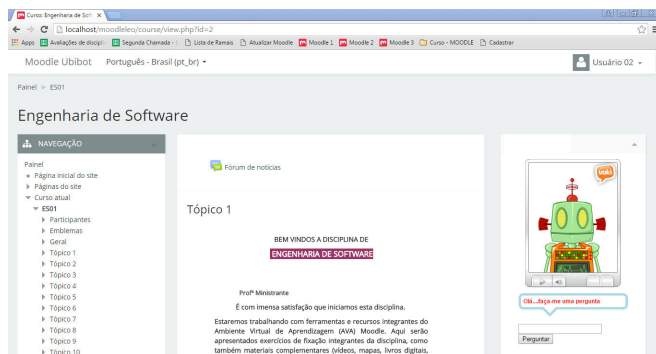 Curso: Engenharia de Soft
localhost/moodleleo/course/view.php?id=2
Apps Avaliações de discipli Segunda Chamada - Lista de Ramais Atualizar Moodle Moodle 1 Moodle 2 Moodle 3 Curso - MOODLE Cadastrar
Moodle Ubibot Português - Brasil (pt_br)
Usuário 02
Painel ES01
Engenharia de Software
NAVEGAÇÃO
Painel
Página inicial do site
Páginas do site
Curso atual
ES01
Participantes
Emblemas
Geral
Tópico 1
Tópico 2
Tópico 3
Tópico 4
Tópico 5
Tópico 6
Tópico 7
Tópico 8
Tópico 9
Tópico 10
Fórum de notícias
Tópico 1
BEM VINDOS A DISCIPLINA DE
ENGENHARIA DE SOFTWARE
Profª Ministrante
É com imensa satisfação que iniciamos esta disciplina.
Estaremos trabalhando com ferramentas e recursos integrantes do
Ambiente Virtual de Aprendizagem (AVA) Moodle. Aqui serão
apresentados exercícios de fixação integrantes da disciplina, como
também materiais complementares (vídeos, mapas, livros digitais,
voki
Olá...faça me uma pergunta
Perguntar